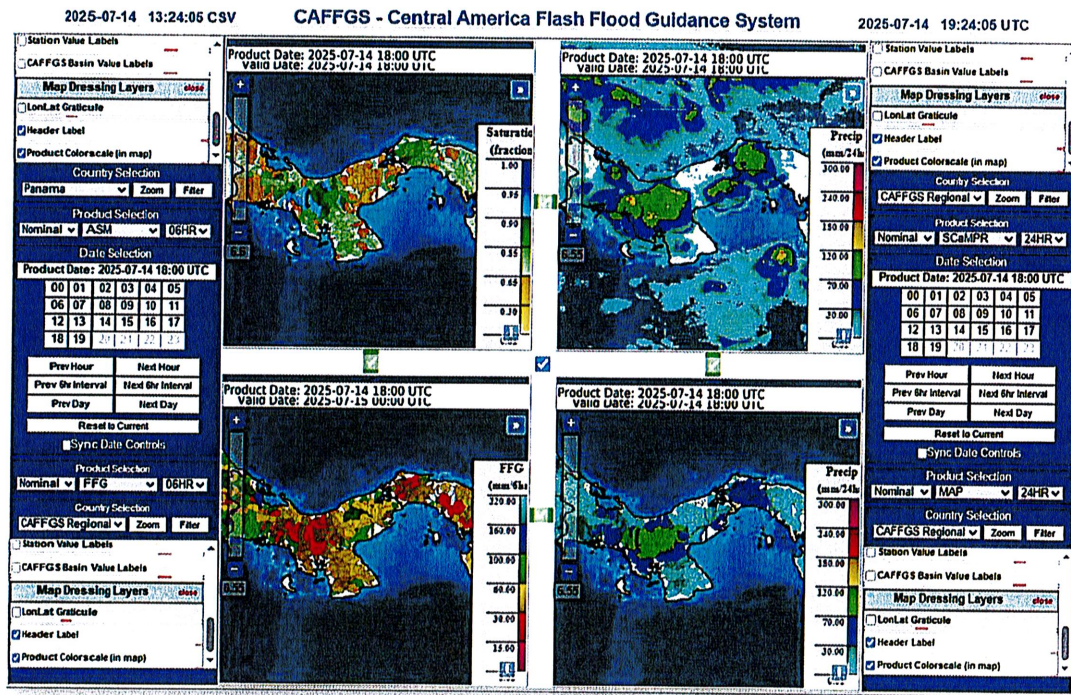 2025-07-14 13:24:05 CSV
CAFFGS - Central America Flash Flood Guidance System
2025-07-14 19:24:05 UTC
Station Value Labels
CAFFGS Basin Value Labels
Map Dressing Layers close
LonLat Graticule
Header Label
Product Colorscale (in map)
Country Selection
Panama Zoom Filter
Product Selection
Nominal ASM 06HR
Date Selection
Product Date: 2025-07-14 18:00 UTC
00 01 02 03 04 05
06 07 08 09 10 11
12 13 14 15 16 17
18 19 20 21 22 23
Prev Hour Next Hour
Prev 6hr Interval Next 6hr Interval
Prev Day Next Day
Reset to Current
Sync Date Controls
Product Selection
Nominal FFG 06HR
Country Selection
CAFFGS Regional Zoom Filter
Station Value Labels
CAFFGS Basin Value Labels
Map Dressing Layers close
LonLat Graticule
Header Label
Product Colorscale (in map)
Product Date: 2025-07-14 18:00 UTC
Valid Date: 2025-07-14 18:00 UTC
+
»
Saturatio
(fraction
1.00
0.95
0.90
0.85
0.65
0.30
Product Date: 2025-07-14 18:00 UTC
Valid Date: 2025-07-14 18:00 UTC
+
»
Precip
(mm/24h
300.00
240.00
180.00
120.00
70.00
30.00
6.55
Product Date: 2025-07-14 18:00 UTC
Valid Date: 2025-07-15 00:00 UTC
+
»
FFG
(mm/6h
220.00
160.00
100.00
60.00
30.00
15.00
6.55
Product Date: 2025-07-14 18:00 UTC
Valid Date: 2025-07-14 18:00 UTC
+
»
Precip
(mm/24h
300.00
240.00
180.00
120.00
70.00
30.00
6.55
Station Value Labels
CAFFGS Basin Value Labels
Map Dressing Layers close
LonLat Graticule
Header Label
Product Colorscale (in map)
Country Selection
CAFFGS Regional Zoom Filter
Product Selection
Nominal SCaMPR 24HR
Date Selection
Product Date: 2025-07-14 18:00 UTC
00 01 02 03 04 05
06 07 08 09 10 11
12 13 14 15 16 17
18 19 20 21 22 23
Prev Hour Next Hour
Prev 6hr Interval Next 6hr Interval
Prev Day Next Day
Reset to Current
Sync Date Controls
Product Selection
Nominal MAP 24HR
Country Selection
CAFFGS Regional Zoom Filter
Station Value Labels
CAFFGS Basin Value Labels
Map Dressing Layers close
LonLat Graticule
Header Label
Product Colorscale (in map)